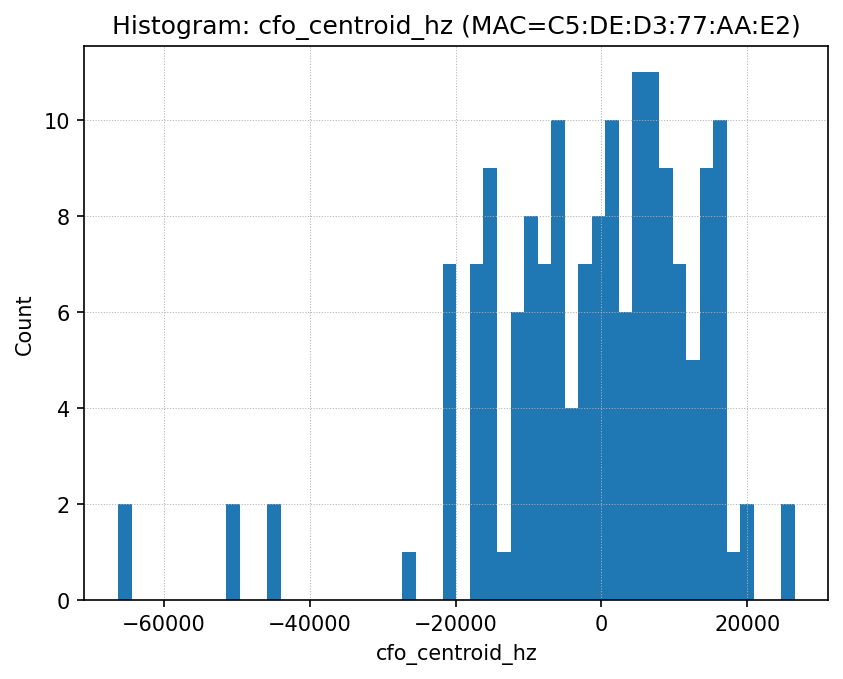 Histogram: cfo_centroid_hz (MAC=C5:DE:D3:77:AA:E2)
10
8
6
4
2
0
Count
−60000 −40000 −20000 0 20000
cfo_centroid_hz